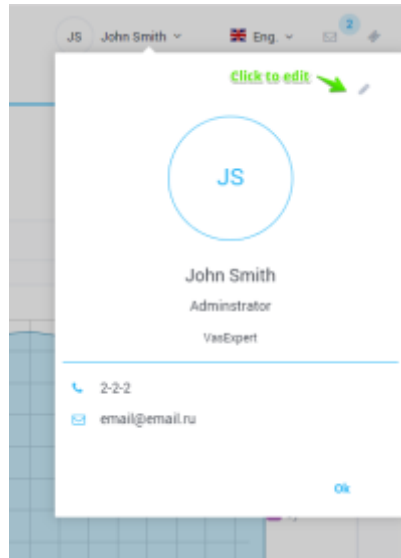 JS John Smith Eng. 2
Click to edit
JS
John Smith
Adminstrator
VasExpert
2-2-2
email@email.ru
Ok